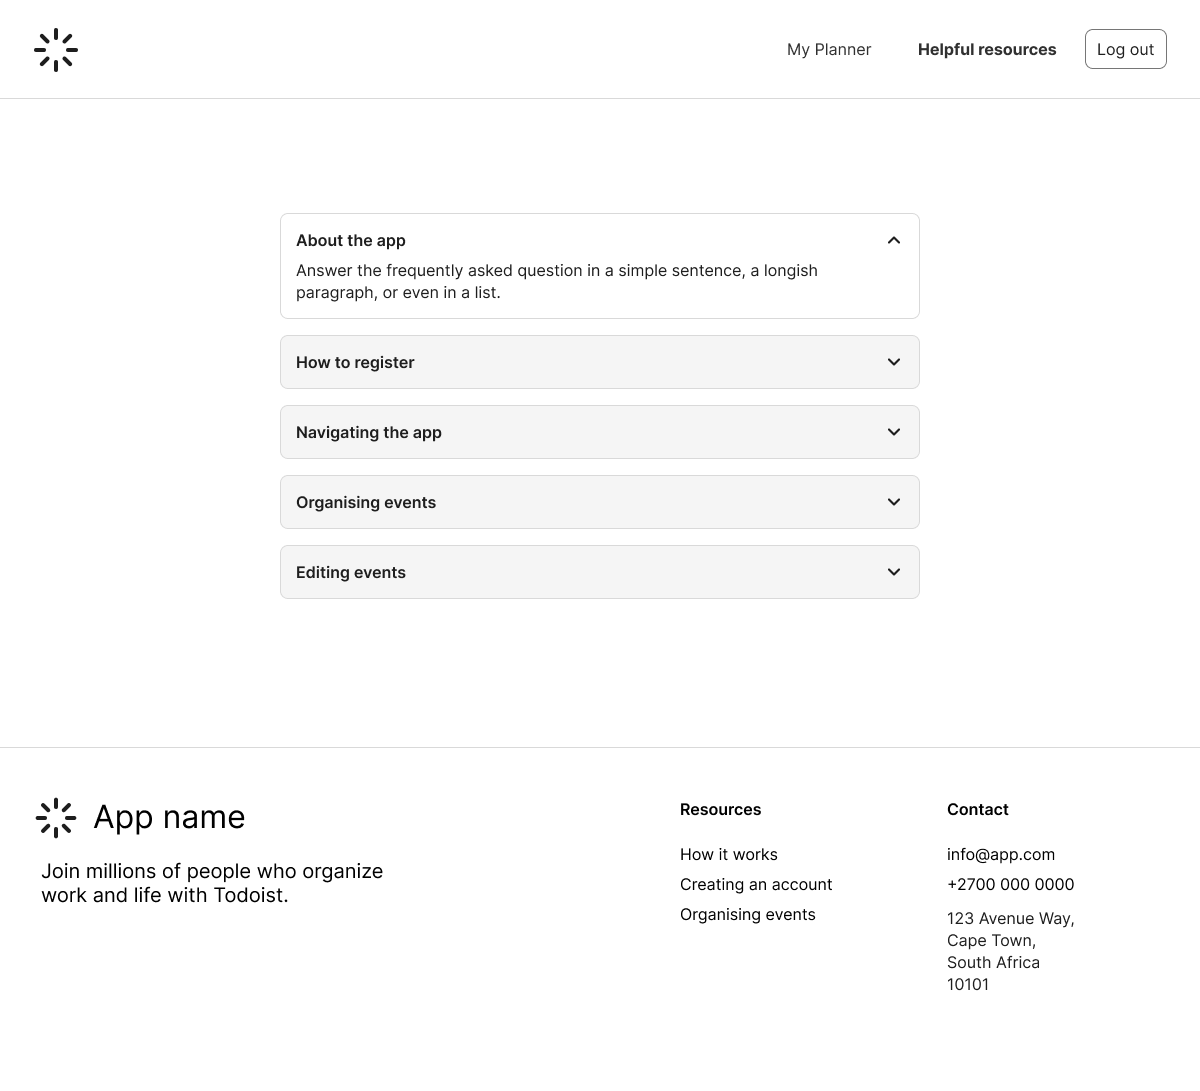 My Planner
Helpful resources
Log out
About the app
Answer the frequently asked question in a simple sentence, a longish
paragraph, or even in a list.
How to register
Navigating the app
Organising events
Editing events
App name
Join millions of people who organize
work and life with Todoist.
Resources
How it works
Creating an account
Organising events
Contact
info@app.com
+2700 000 0000
123 Avenue Way,
Cape Town,
South Africa
10101